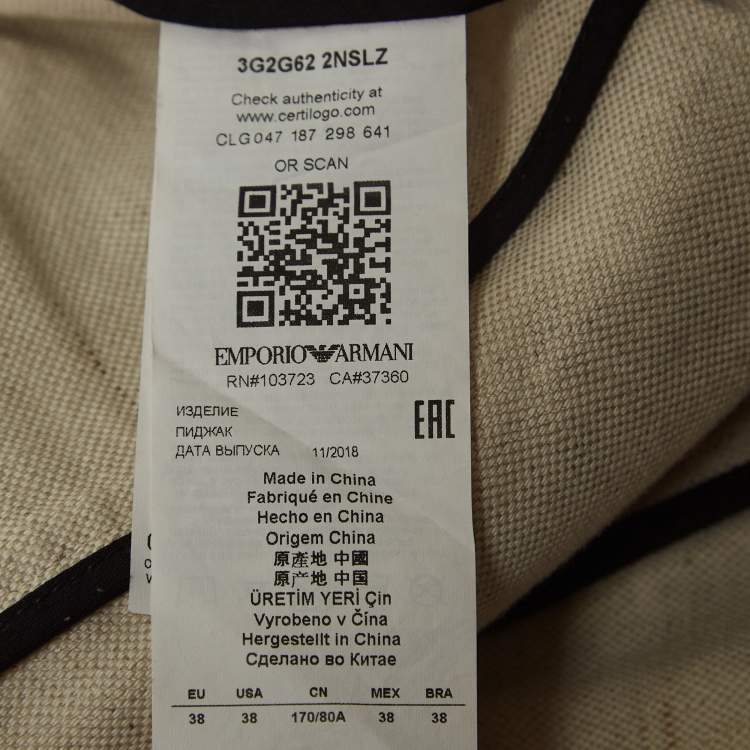 3G2G62 2NSLZ
Check authenticity at
www.certilogo.com
CLG 047 187 298 641
OR SCAN
EMPORIO ARMANI
RN#103723 CA#37360
ИЗДЕЛИЕ
ПИДЖАК
ДАТА ВЫПУСКА 11/2018
EAC
Made in China
Fabriqué en Chine
Hecho en China
Origem China
原產地 中國
原产地 中国
ÜRETİM YERİ Çin
Vyrobeno v Čína
Hergestellt in China
Сделано во Китае
EU USA CN MEX BRA
38 38 170/80A 38 38